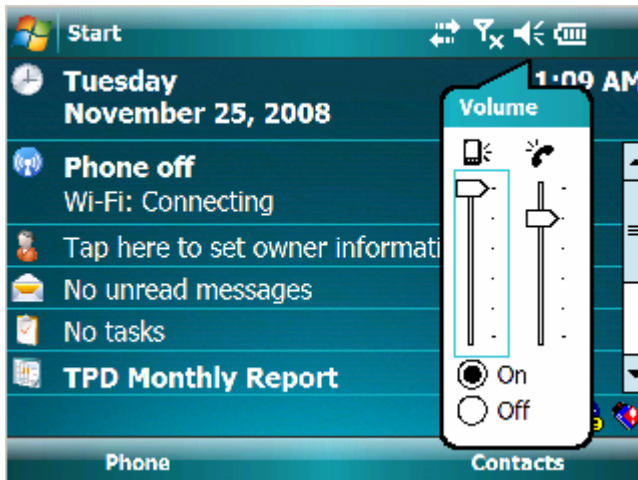 Start
Tuesday
1:09 AM
November 25, 2008
Volume
Phone off
Wi-Fi: Connecting
Tap here to set owner informati
No unread messages
No tasks
TPD Monthly Report
On
Off
Phone
Contacts